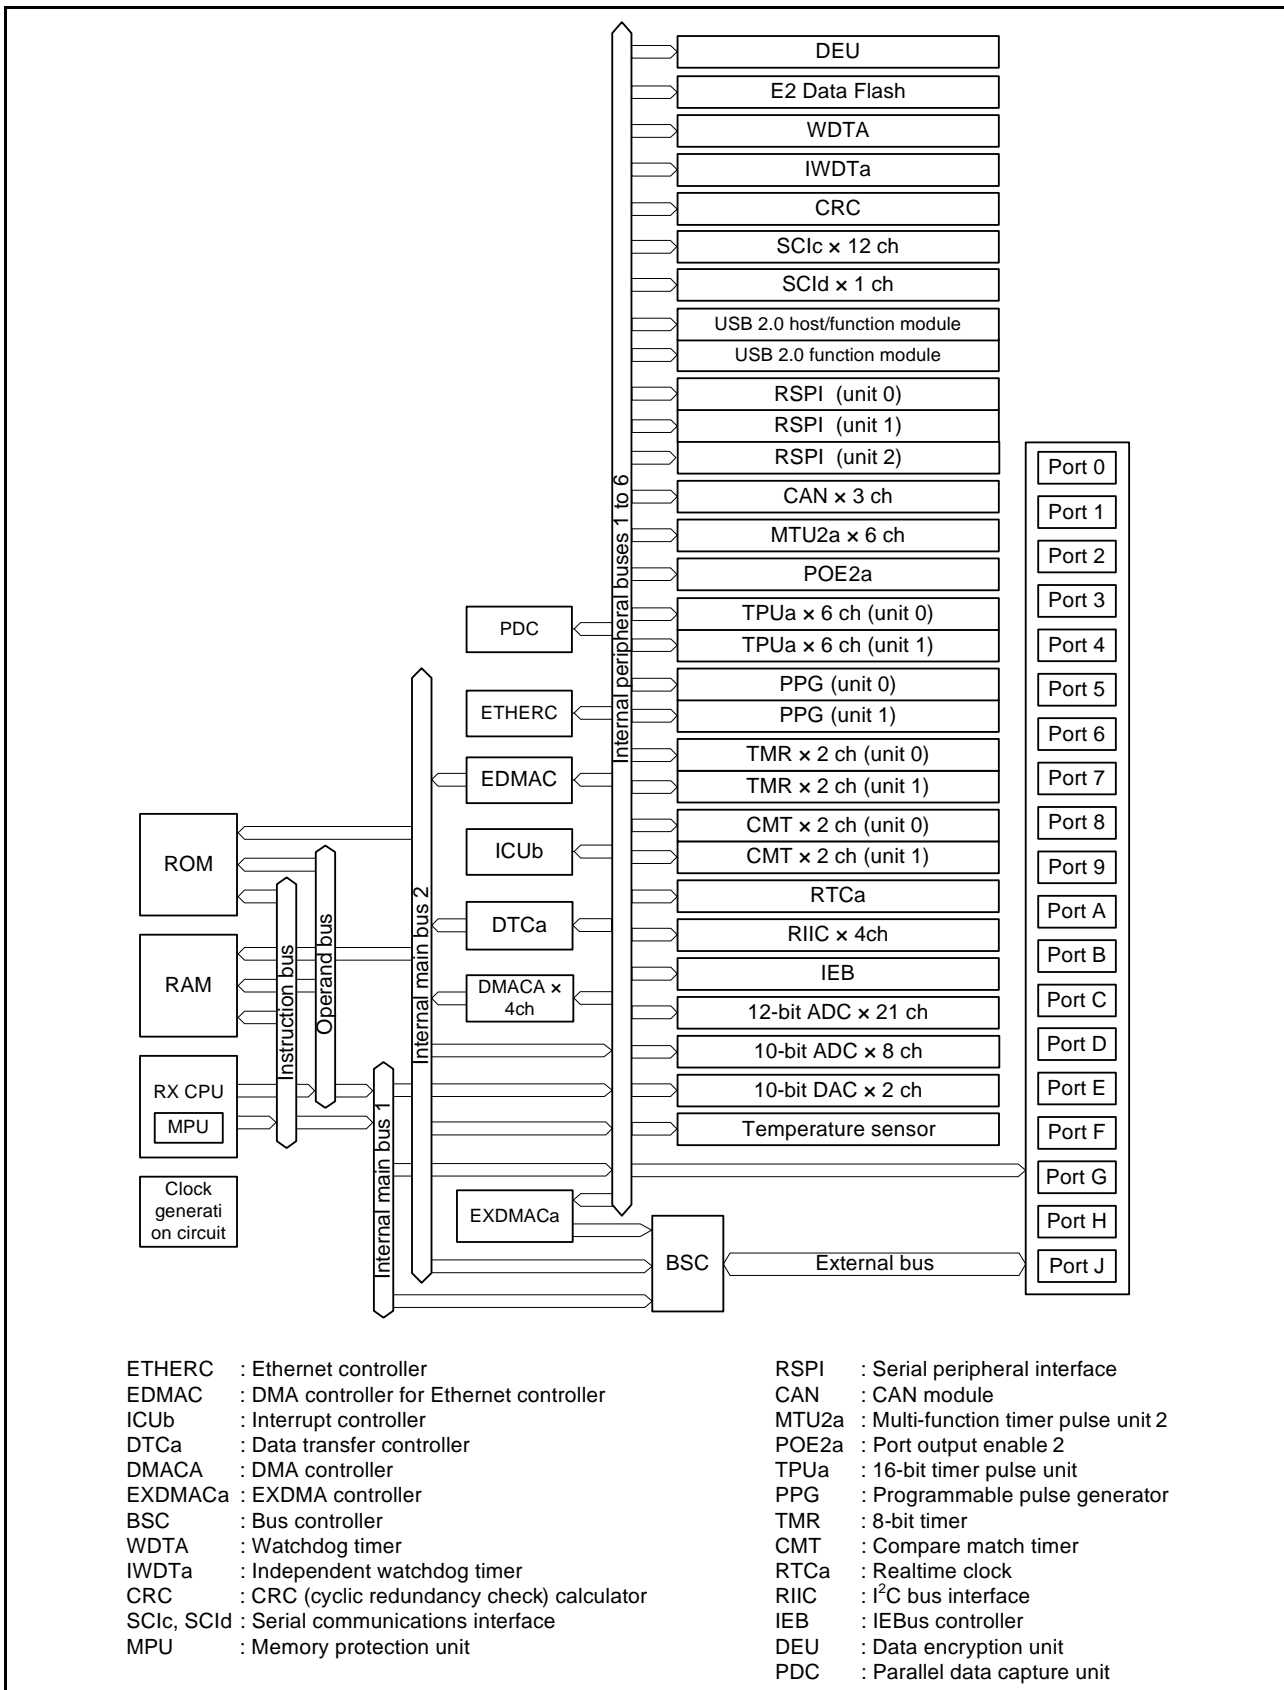 DEU
E2 Data Flash
WDTA
IWDTa
CRC
SCIc × 12 ch
SCId × 1 ch
USB 2.0 host/function module
USB 2.0 function module
RSPI (unit 0)
RSPI (unit 1)
RSPI (unit 2)
CAN × 3 ch
MTU2a × 6 ch
POE2a
TPUa × 6 ch (unit 0)
TPUa × 6 ch (unit 1)
PPG (unit 0)
PPG (unit 1)
TMR × 2 ch (unit 0)
TMR × 2 ch (unit 1)
CMT × 2 ch (unit 0)
CMT × 2 ch (unit 1)
RTCa
RIIC × 4ch
IEB
12-bit ADC × 21 ch
10-bit ADC × 8 ch
10-bit DAC × 2 ch
Temperature sensor
Port 0
Port 1
Port 2
Port 3
Port 4
Port 5
Port 6
Port 7
Port 8
Port 9
Port A
Port B
Port C
Port D
Port E
Port F
Port G
Port H
Port J
Internal peripheral buses 1 to 6
PDC
ETHERC
EDMAC
ICUb
DTCa
DMACA ×
4ch
EXDMACa
BSC
External bus
Internal main bus 2
Internal main bus 1
Operand bus
Instruction bus
ROM
RAM
RX CPU
MPU
Clock
generati
on circuit
ETHERC : Ethernet controller
EDMAC : DMA controller for Ethernet controller
ICUb : Interrupt controller
DTCa : Data transfer controller
DMACA : DMA controller
EXDMACa : EXDMA controller
BSC : Bus controller
WDTA : Watchdog timer
IWDTa : Independent watchdog timer
CRC : CRC (cyclic redundancy check) calculator
SCIc, SCId : Serial communications interface
MPU : Memory protection unit
RSPI : Serial peripheral interface
CAN : CAN module
MTU2a : Multi-function timer pulse unit 2
POE2a : Port output enable 2
TPUa : 16-bit timer pulse unit
PPG : Programmable pulse generator
TMR : 8-bit timer
CMT : Compare match timer
RTCa : Realtime clock
RIIC : I²C bus interface
IEB : IEBus controller
DEU : Data encryption unit
PDC : Parallel data capture unit